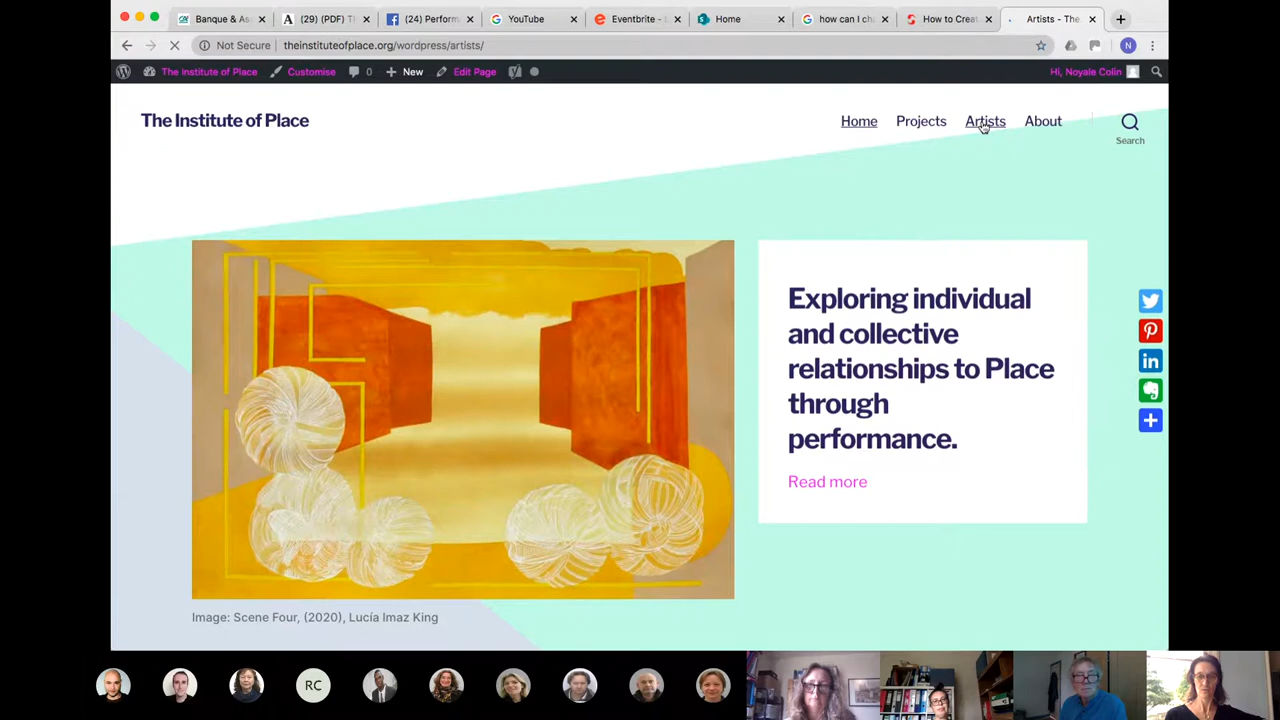 Banque & As
(29) (PDF) T
(24) Perform
YouTube
Eventbrite - 
Home
how can I ch
How to Creat
Artists - The
Not Secure
theinstituteofplace.org/wordpress/artists/
N
The Institute of Place
Customise
0
New
Edit Page
Hi, Noyale Colin
The Institute of Place
Home
Projects
Artists
About
Search
Exploring individual
and collective
relationships to Place
through
performance.
Read more
Image: Scene Four, (2020), Lucía Imaz King
RC